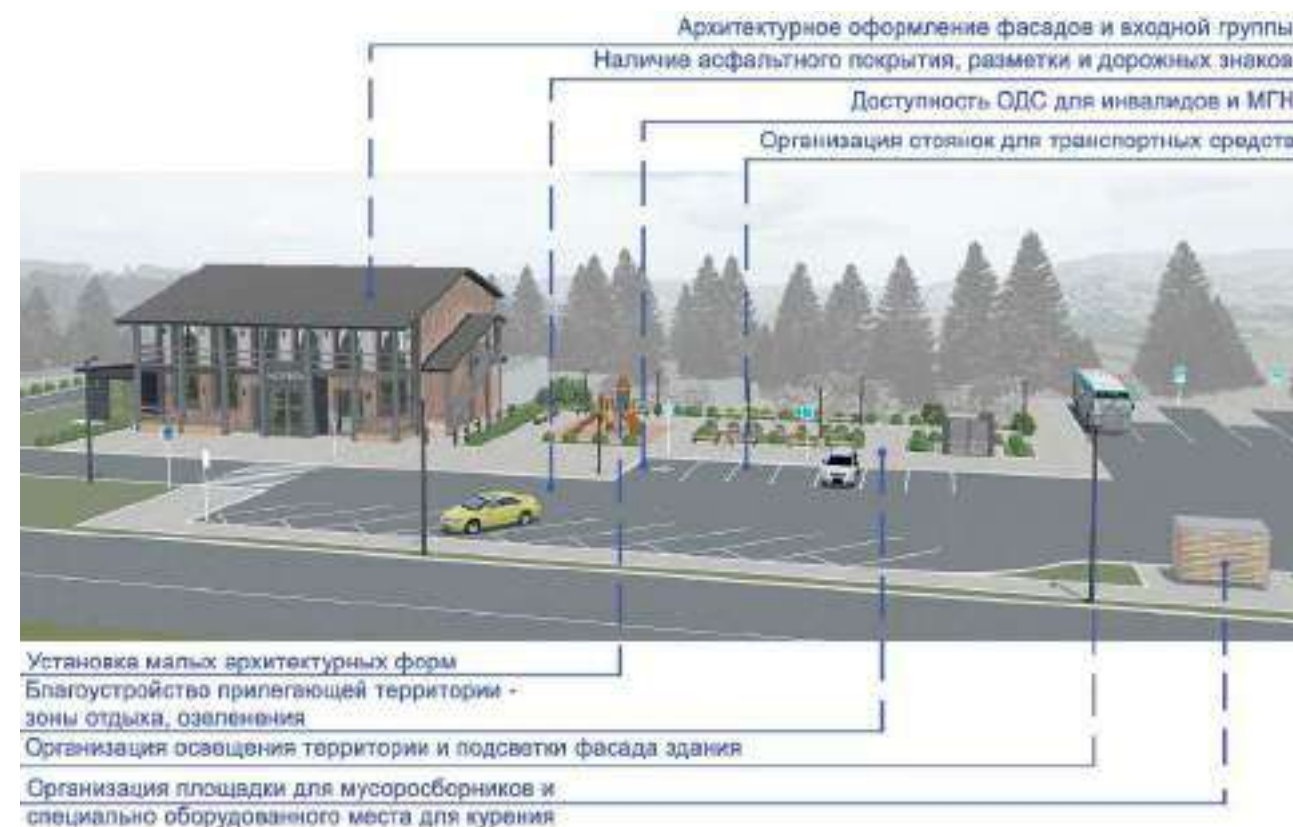 Архитектурное оформление фасадов и входной группы
Наличие асфальтного покрытия, разметки и дорожных знаков
Доступность ОДС для инвалидов и МГН
Организация стоянок для транспортных средств
Установка малых архитектурных форм
Благоустройство прилегающей территории -
зоны отдыха, озеленения
Организация освещения территории и подсветки фасада здания
Организация площадки для мусоросборников и
специально оборудованного места для курения